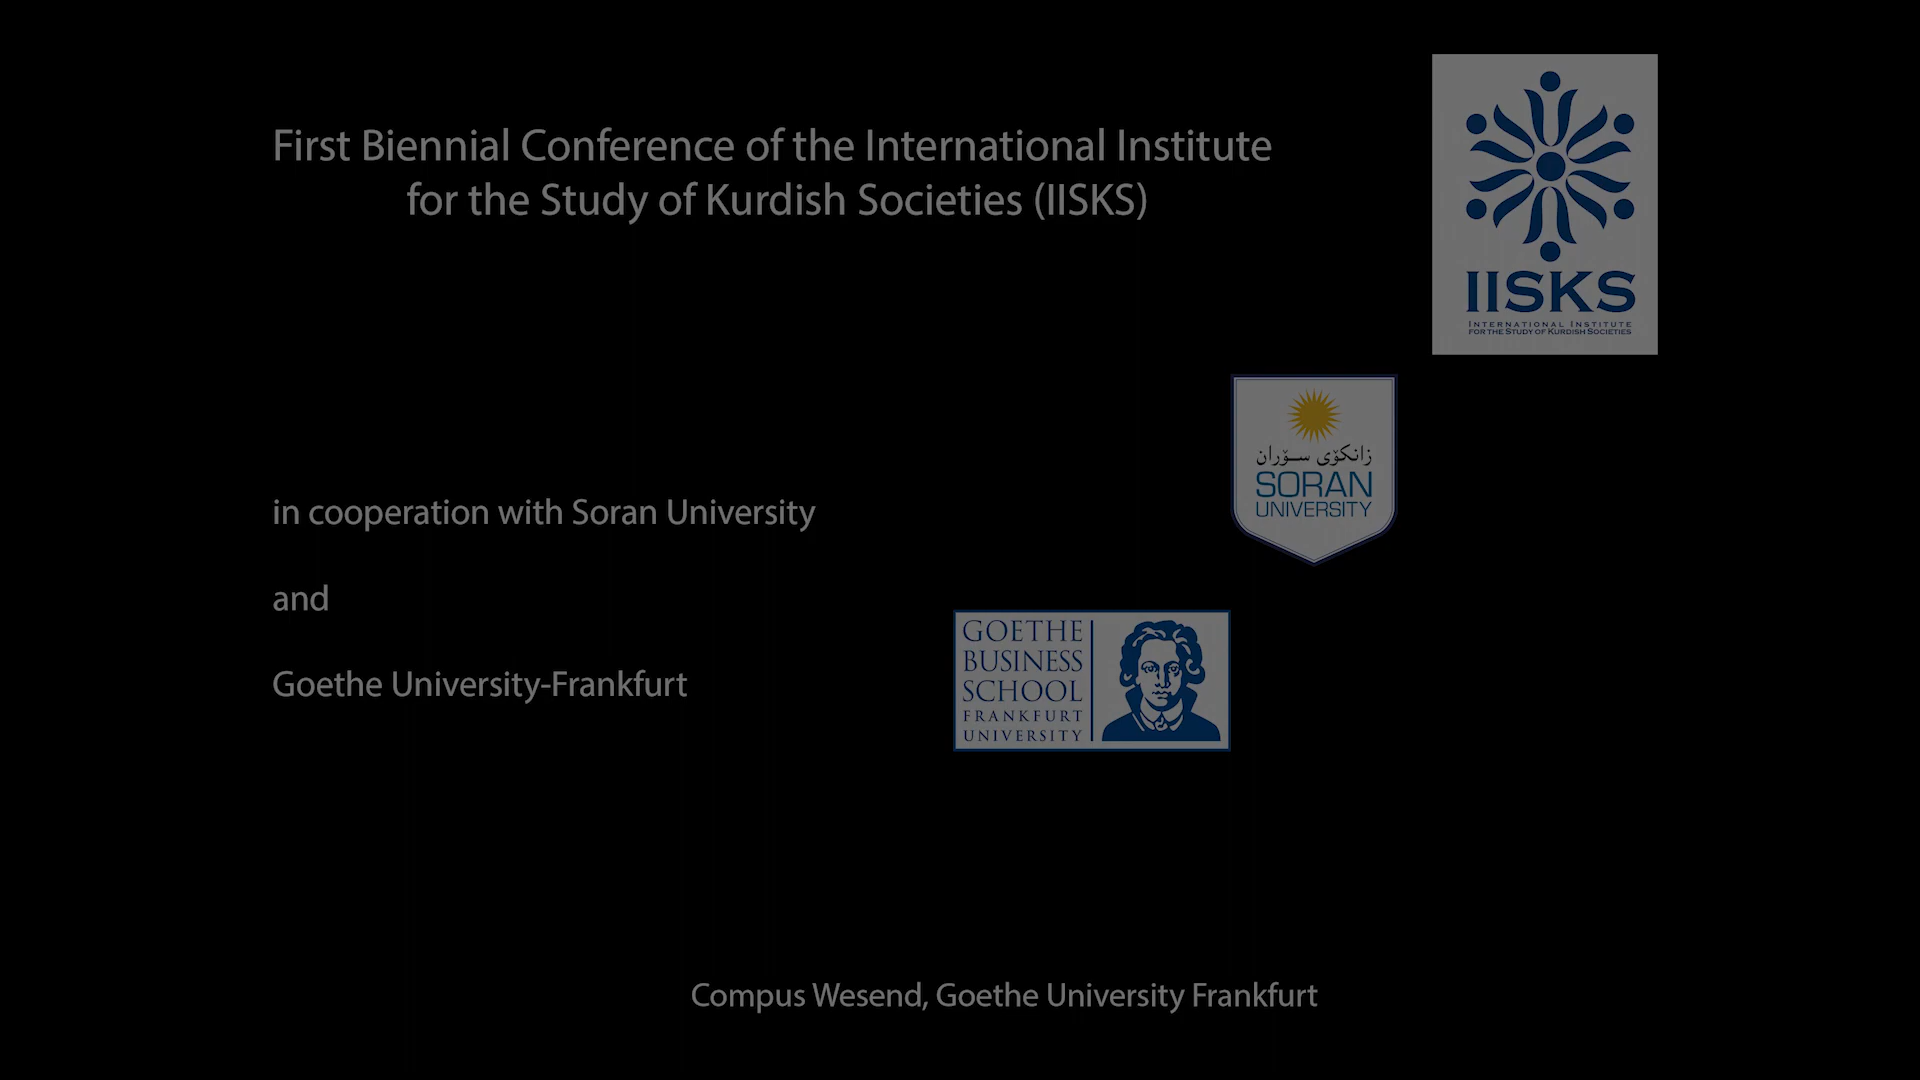 First Biennial Conference of the International Institute
for the Study of Kurdish Societies (IISKS)
IISKS
INTERNATIONAL INSTITUTE
FOR THE STUDY OF KURDISH SOCIETIES
زانکۆی سۆران
SORAN
UNIVERSITY
in cooperation with Soran University
and
Goethe University-Frankfurt
GOETHE
BUSINESS
SCHOOL
FRANKFURT
UNIVERSITY
Compus Wesend, Goethe University Frankfurt